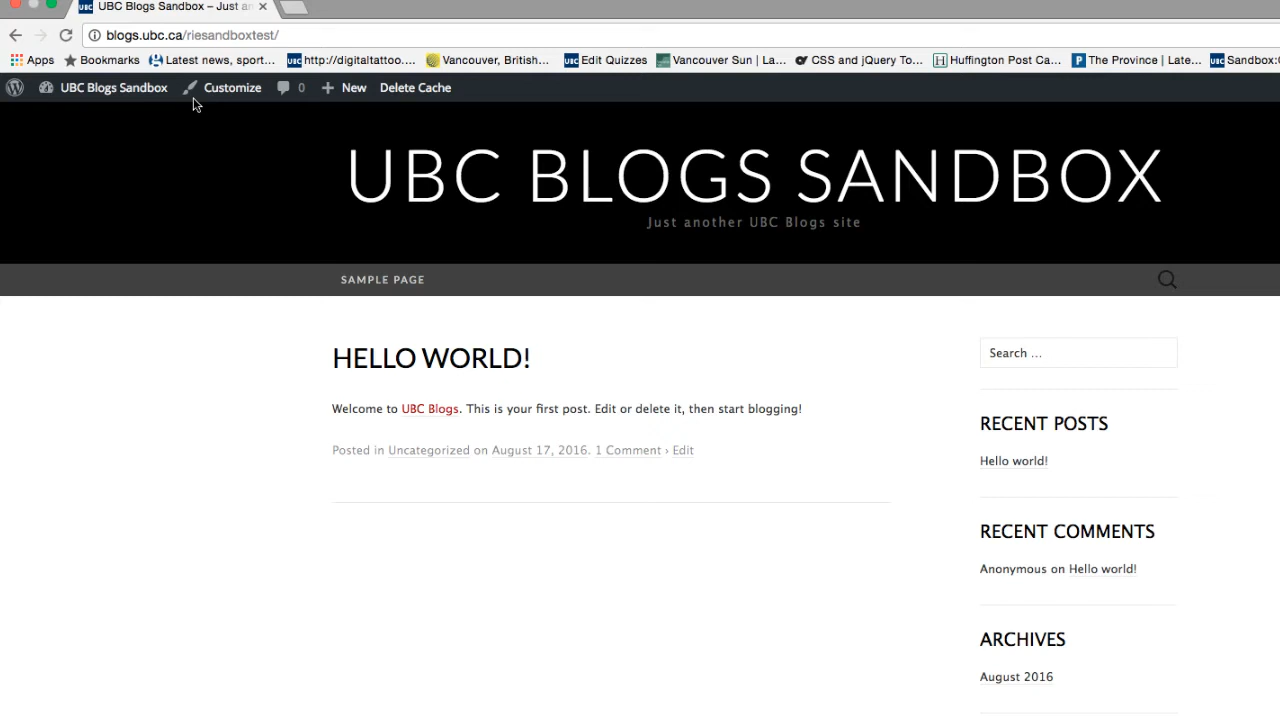 UBC Blogs Sandbox – Just an
blogs.ubc.ca/riesandboxtest/
Apps Bookmarks Latest news, sport... UBC http://digitaltattoo.... Vancouver, British... UBC Edit Quizzes Vancouver Sun | La... CSS and jQuery To... H Huffington Post Ca... P The Province | Late... UBC Sandbox:
UBC Blogs Sandbox Customize 0 New Delete Cache
UBC BLOGS SANDBOX
Just another UBC Blogs site
SAMPLE PAGE
HELLO WORLD!
Welcome to UBC Blogs. This is your first post. Edit or delete it, then start blogging!
Posted in Uncategorized on August 17, 2016. 1 Comment › Edit
Search ...
RECENT POSTS
Hello world!
RECENT COMMENTS
Anonymous on Hello world!
ARCHIVES
August 2016